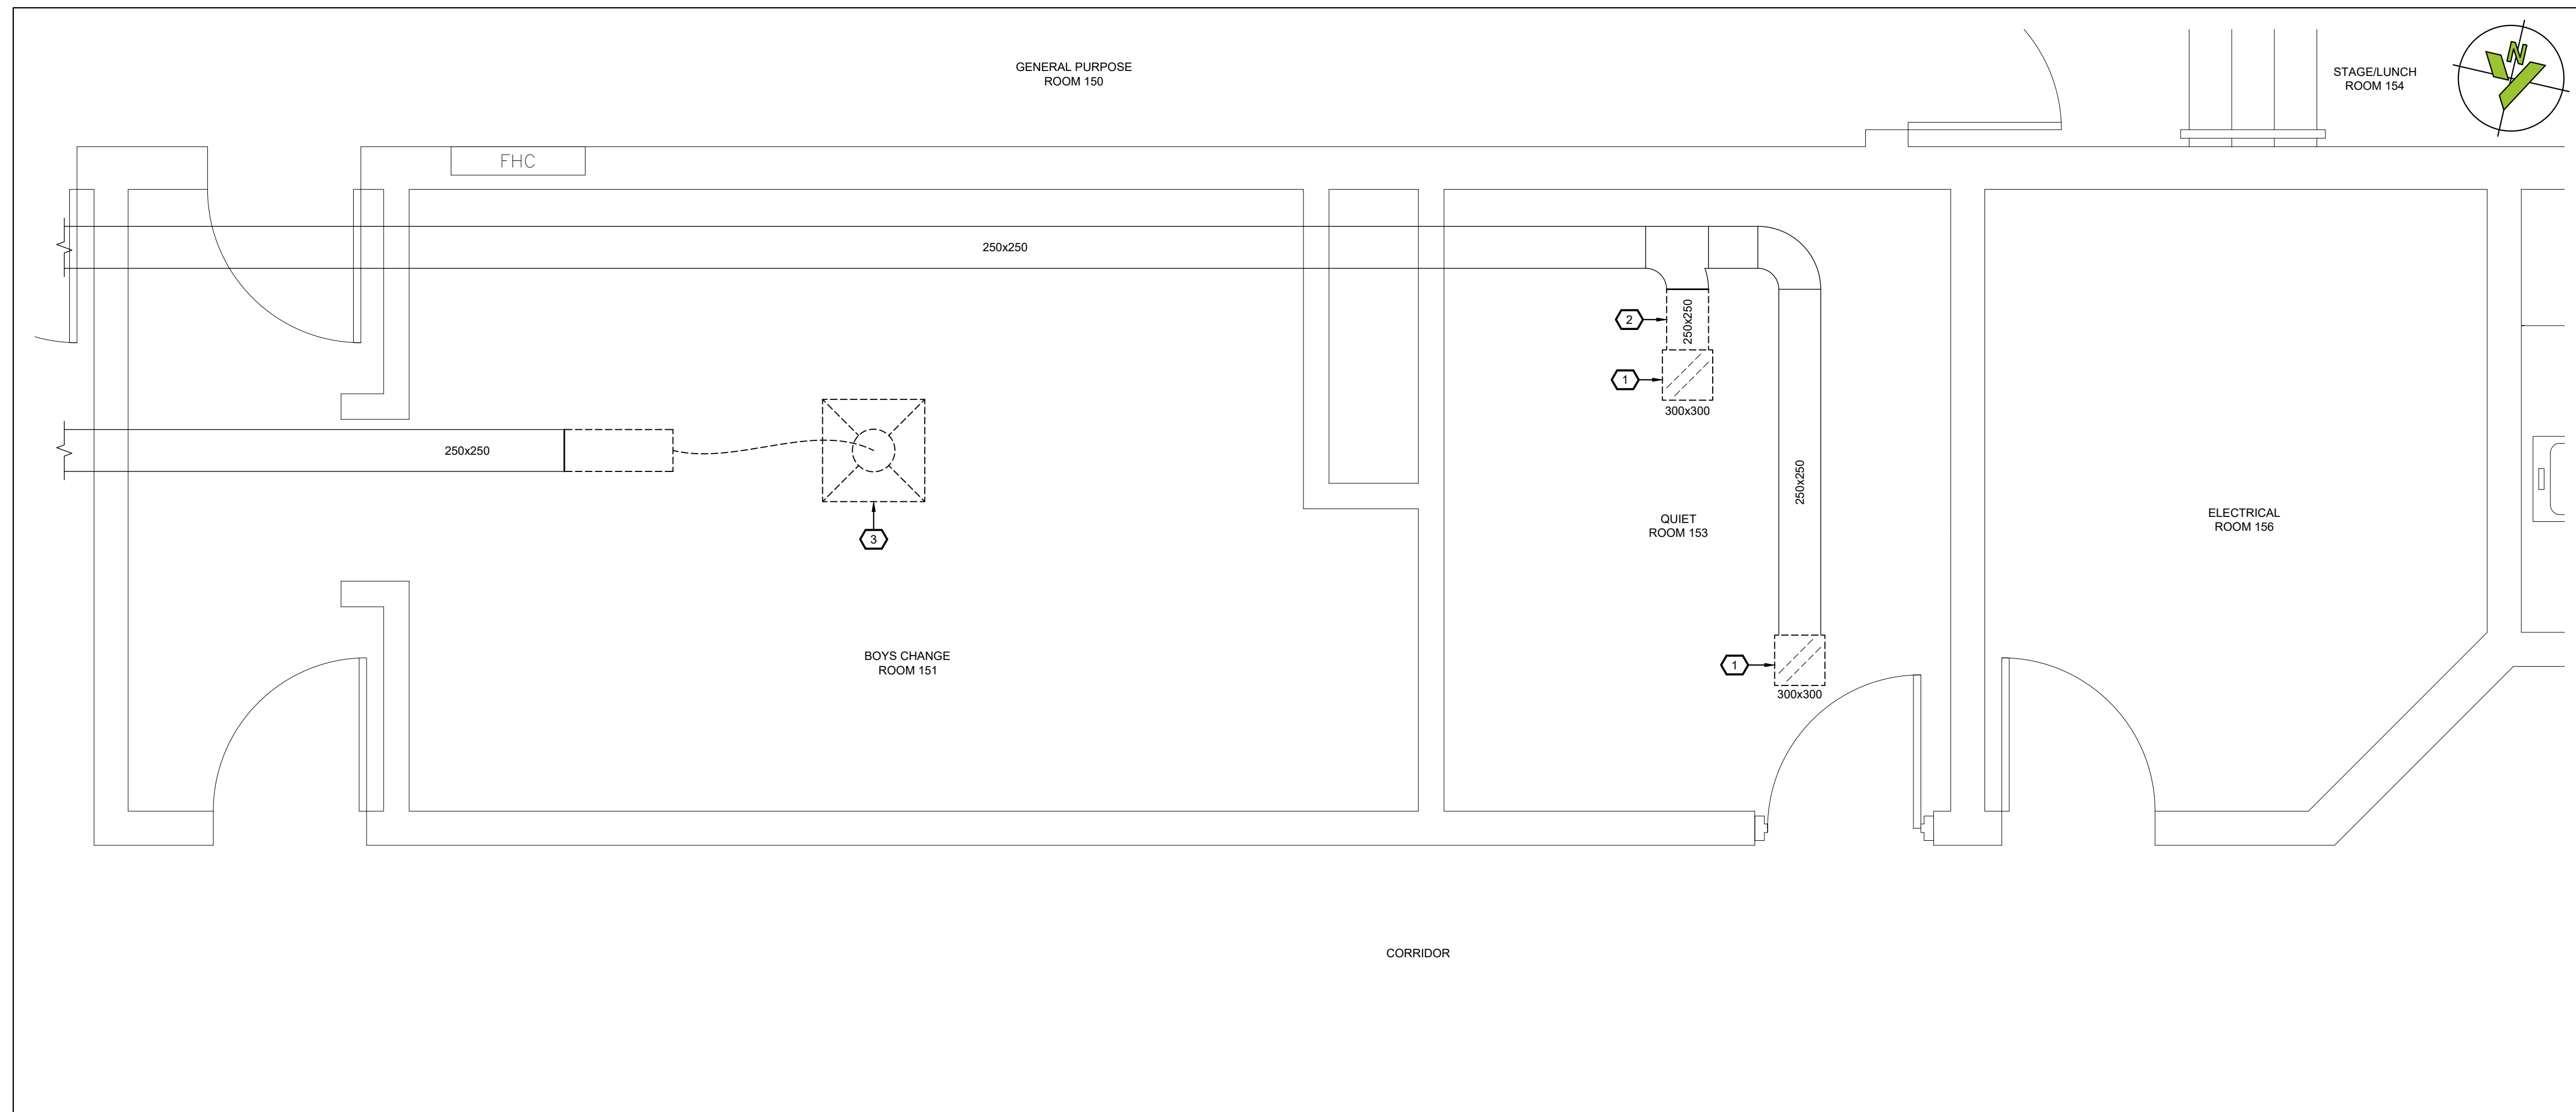 GENERAL PURPOSE
ROOM 150
STAGE/LUNCH
ROOM 154
N
FHC
250x250
2
250x250
1
300x300
250x250
3
250x250
QUIET
ROOM 153
ELECTRICAL
ROOM 156
BOYS CHANGE
ROOM 151
1
300x300
CORRIDOR